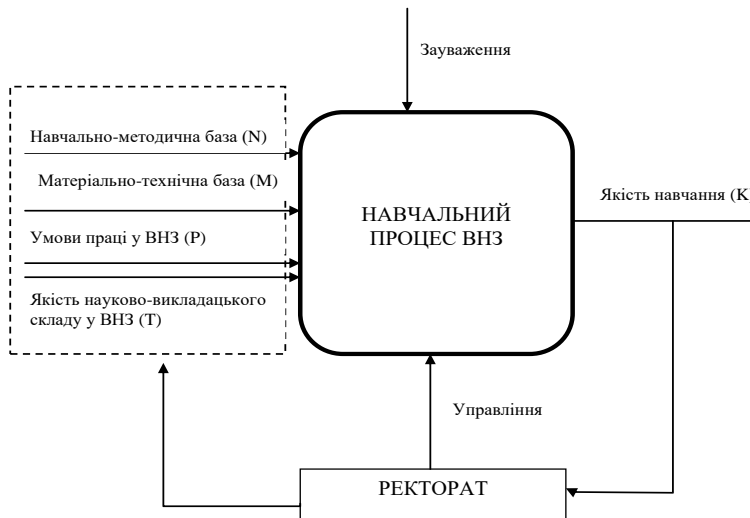 Зауваження
Навчально-методична база (N)
Матеріально-технічна база (M)
Умови праці у ВНЗ (P)
Якість науково-викладацького
складу у ВНЗ (T)
НАВЧАЛЬНИЙ
ПРОЦЕС ВНЗ
Якість навчання (K)
Управління
РЕКТОРАТ